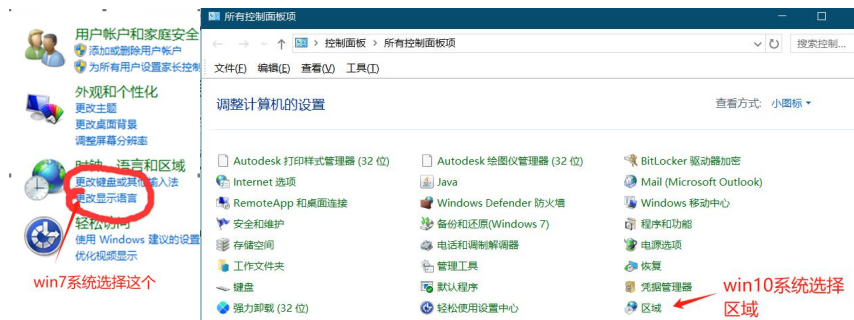 用户帐户和家庭安全
添加或删除用户帐户
为所有用户设置家长控制
外观和个性化
更改主题
更改桌面背景
调整屏幕分辨率
时钟、语言和区域
更改键盘或其他输入法
更改显示语言
轻松访问
使用 Windows 建议的设置
优化视频显示
win7系统选择这个
所有控制面板项
控制面板 > 所有控制面板项
搜索控制...
文件(F) 编辑(E) 查看(V) 工具(T)
调整计算机的设置
查看方式: 小图标
Autodesk 打印样式管理器 (32 位) Autodesk 绘图仪管理器 (32 位) BitLocker 驱动器加密
Internet 选项 Java Mail (Microsoft Outlook)
RemoteApp 和桌面连接 Windows Defender 防火墙 Windows 移动中心
安全和维护 备份和还原(Windows 7) 程序和功能
存储空间 电话和调制解调器 电源选项
工作文件夹 管理工具 恢复
键盘 默认程序 凭据管理器
强力卸载 (32 位) 轻松使用设置中心 区域
win10系统选择
区域